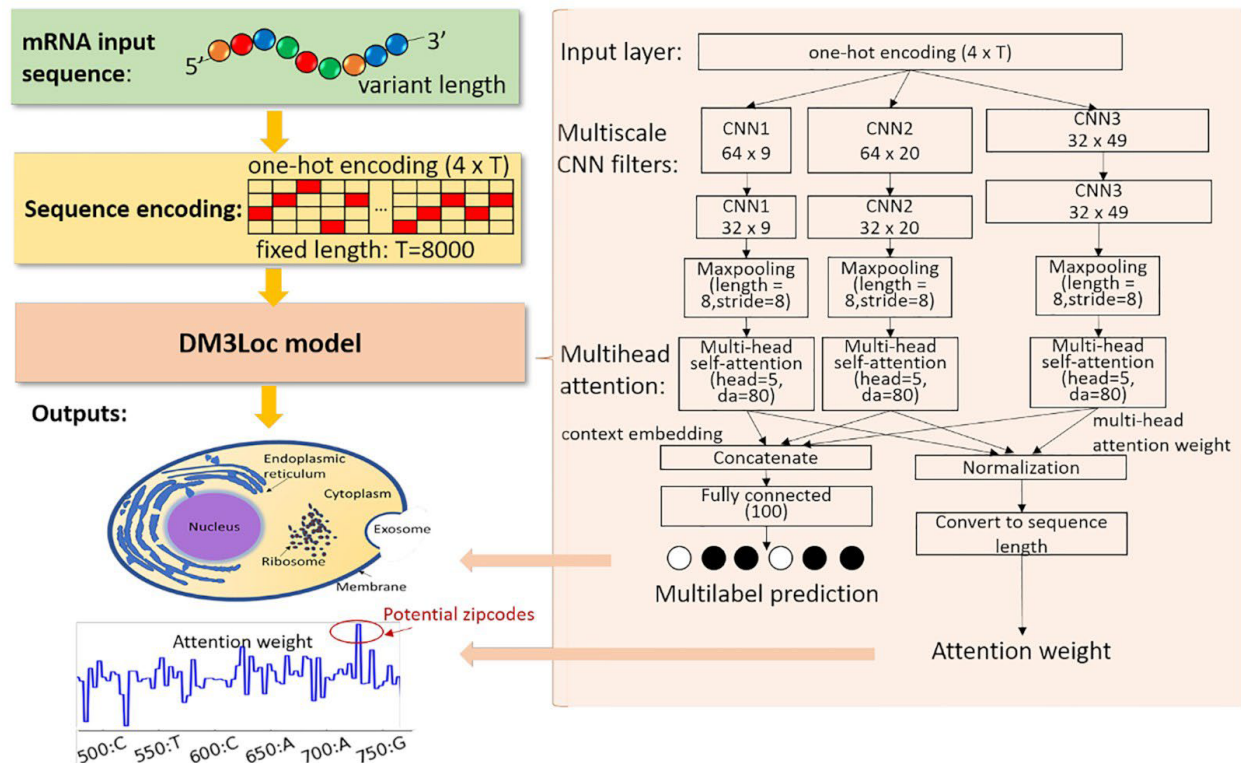 mRNA input
sequence:
5’
3’
variant length
one-hot encoding (4 x T)
Sequence encoding:
...
fixed length: T=8000
DM3Loc model
Outputs:
Endoplasmic
reticulum
Cytoplasm
Nucleus
Exosome
Ribosome
Membrane
Potential zipcodes
Attention weight
500:C 550:T 600:C 650:A 700:A 750:G
Input layer:
one-hot encoding (4 x T)
Multiscale
CNN filters:
CNN1
64 x 9
CNN2
64 x 20
CNN3
32 x 49
CNN1
32 x 9
CNN2
32 x 20
CNN3
32 x 49
Maxpooling
(length =
8,stride=8)
Maxpooling
(length =
8,stride=8)
Maxpooling
(length =
8,stride=8)
Multihead
attention:
Multi-head
self-attention
(head=5,
da=80)
Multi-head
self-attention
(head=5,
da=80)
Multi-head
self-attention
(head=5,
da=80)
context embedding
multi-head
attention weight
Concatenate
Normalization
Fully connected
(100)
Convert to sequence
length
Multilabel prediction
Attention weight